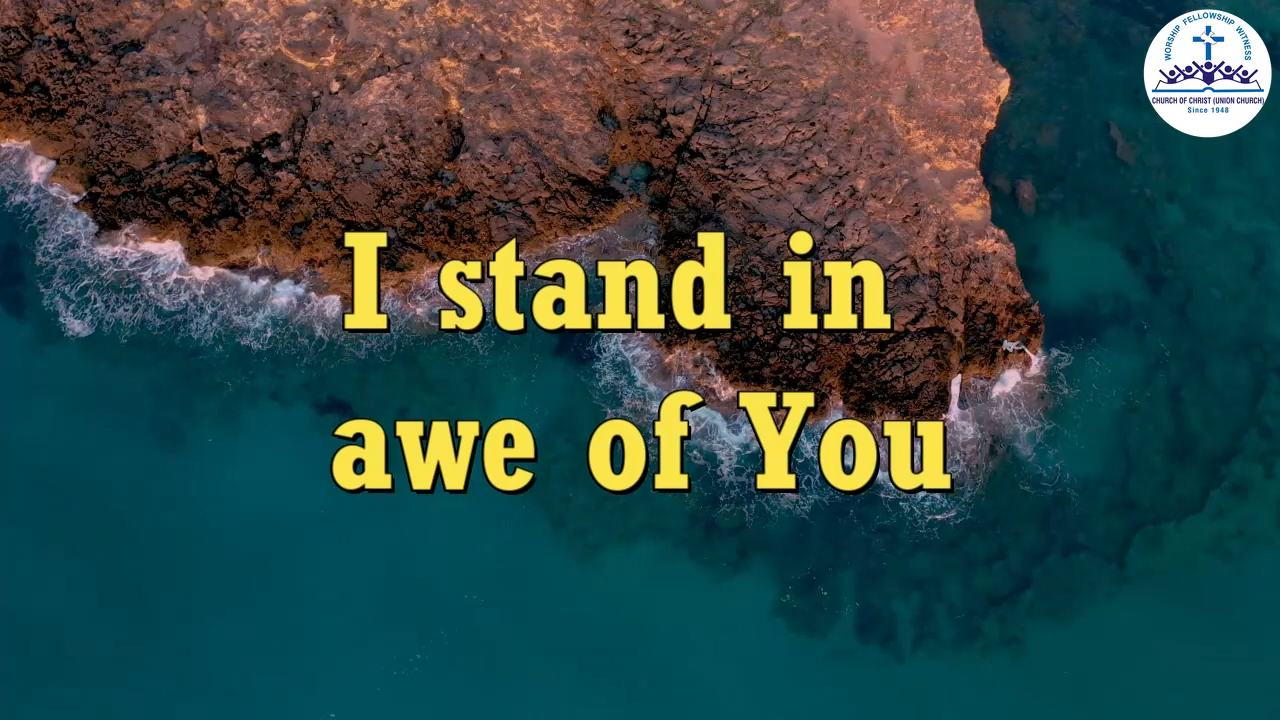 WORSHIP FELLOWSHIP WITNESS
CHURCH OF CHRIST (UNION CHURCH)
Since 1948
I stand in
awe of You